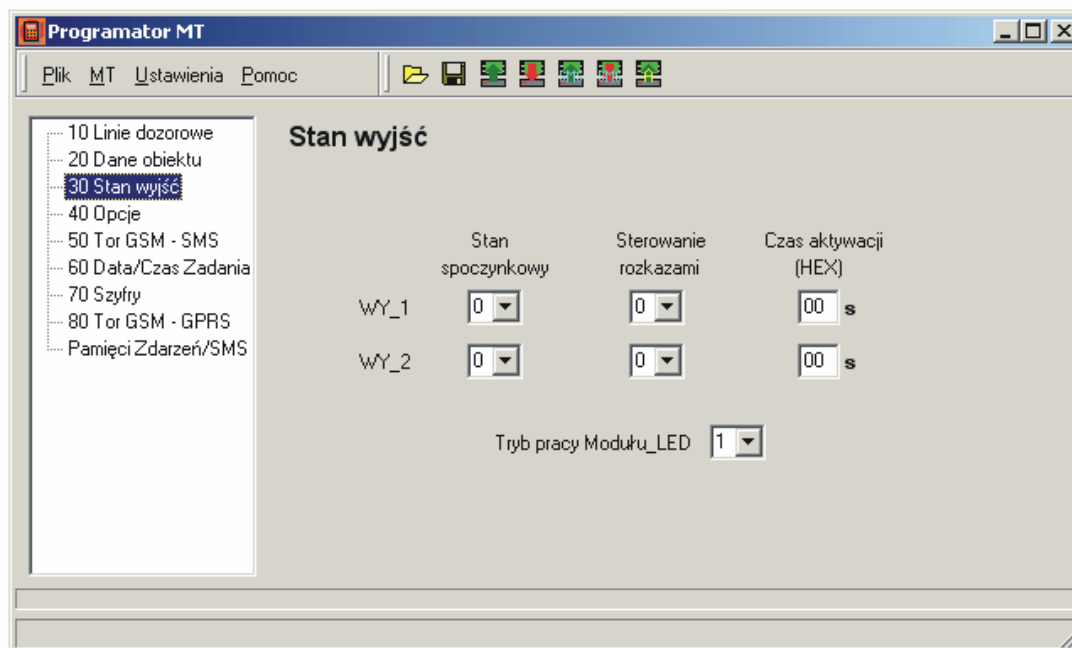 Programator MT
Plik MT Ustawienia Pomoc
10 Linie dozorowe
20 Dane obiektu
30 Stan wyjść
40 Opcje
50 Tor GSM - SMS
60 Data/Czas Zadania
70 Szyfry
80 Tor GSM - GPRS
Pamięci Zdarzeń/SMS
Stan wyjść
Stan spoczynkowy
Sterowanie rozkazami
Czas aktywacji (HEX)
WY_1 0 0 00 s
WY_2 0 0 00 s
Tryb pracy Modułu_LED 1